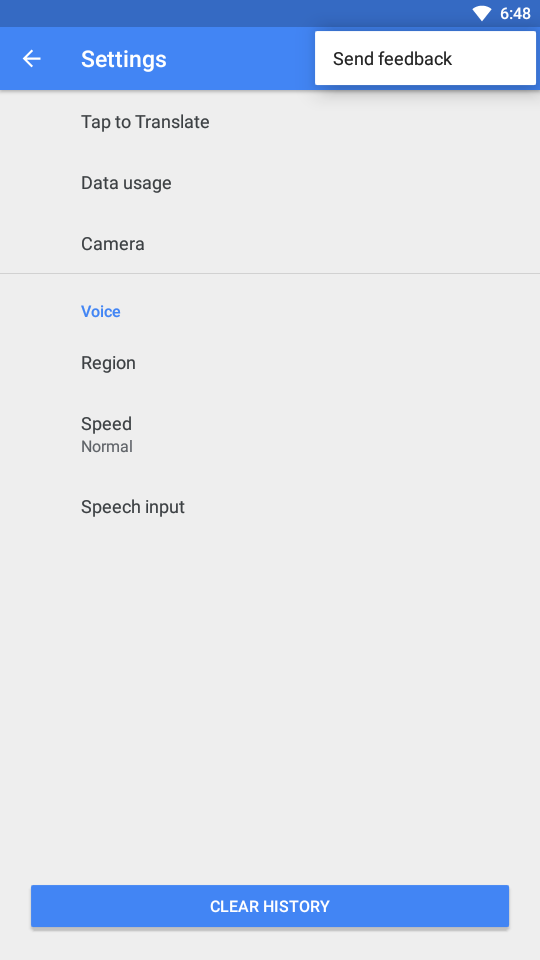 6:48
Settings
Send feedback
Tap to Translate
Data usage
Camera
Voice
Region
Speed
Normal
Speech input
CLEAR HISTORY